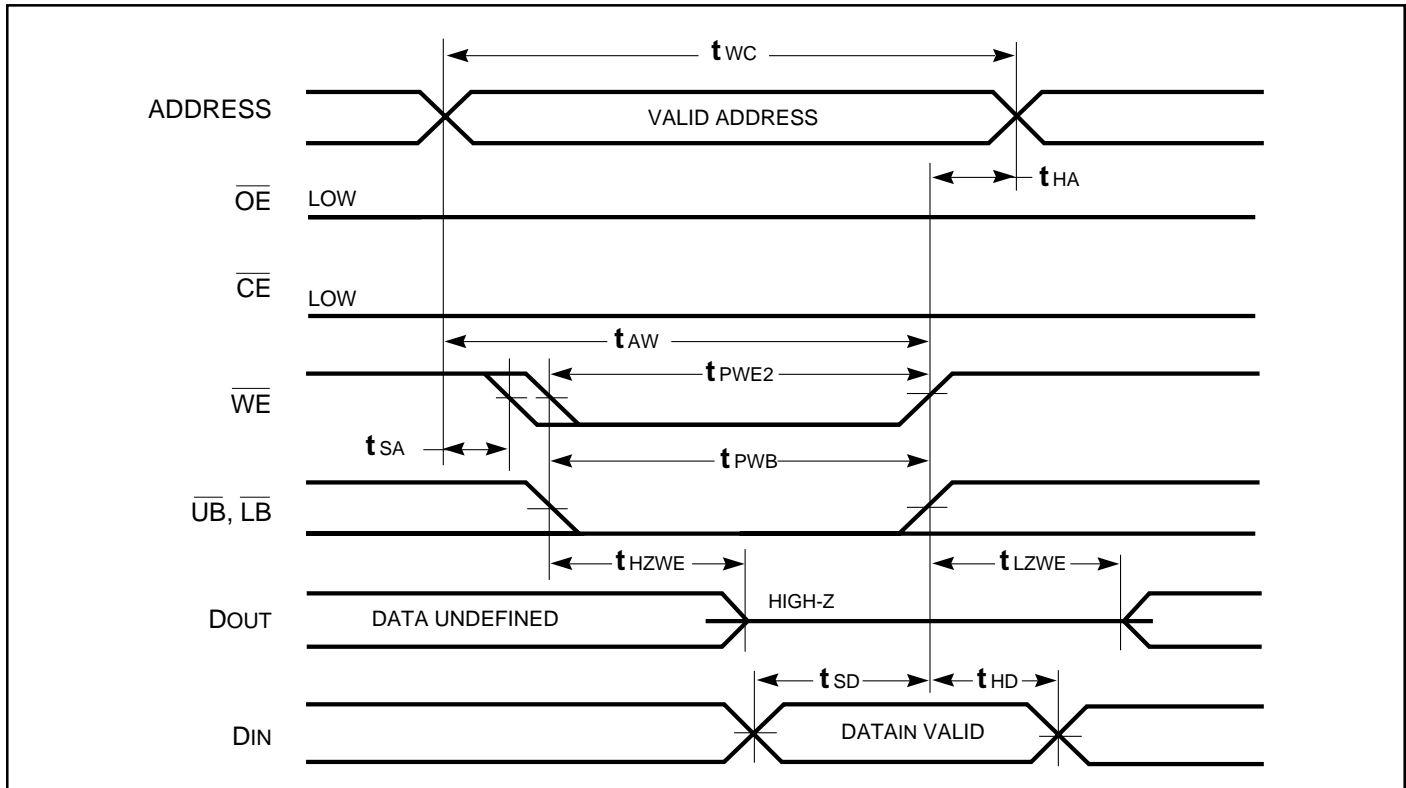 tWC
ADDRESS
VALID ADDRESS
tHA
OE
LOW
CE
LOW
tAW
WE
tPWE2
tSA
tPWB
UB, LB
tHZWE
tLZWE
DOUT
DATA UNDEFINED
HIGH-Z
tSD
tHD
DIN
DATAIN VALID